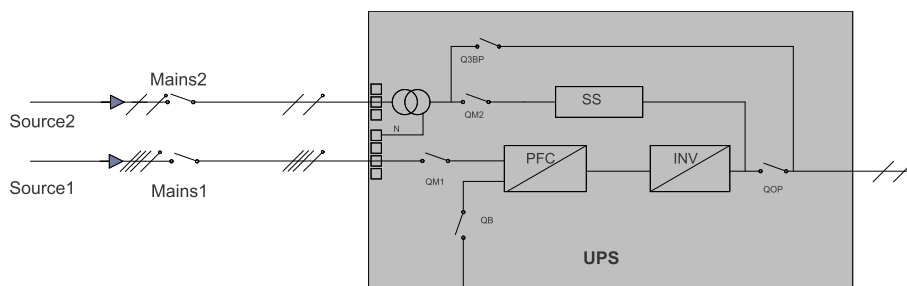 Q3BP
Mains2
SS
Source2
QM2
N
PFC
INV
Source1
Mains1
QM1
QOP
QB
UPS